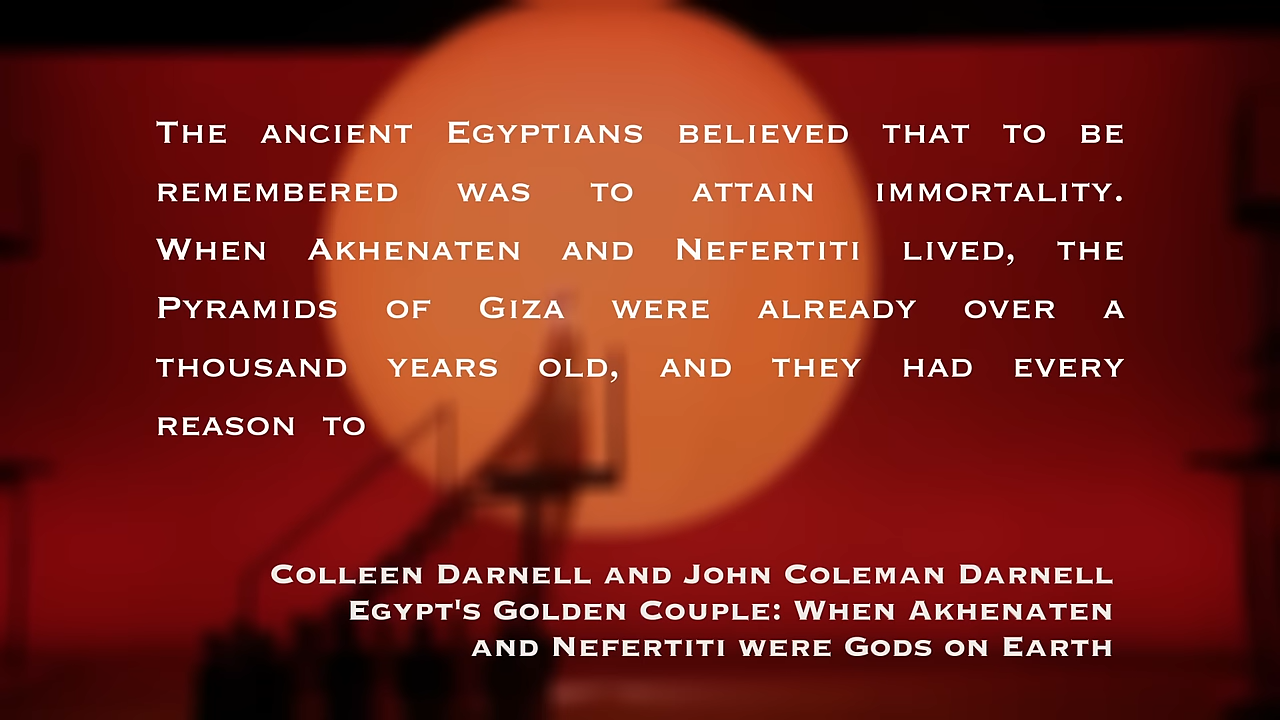 The ancient Egyptians believed that to be
remembered was to attain immortality.
When Akhenaten and Nefertiti lived, the
Pyramids of Giza were already over a
thousand years old, and they had every
reason to
Colleen Darnell and John Coleman Darnell
Egypt's Golden Couple: When Akhenaten
and Nefertiti were Gods on Earth